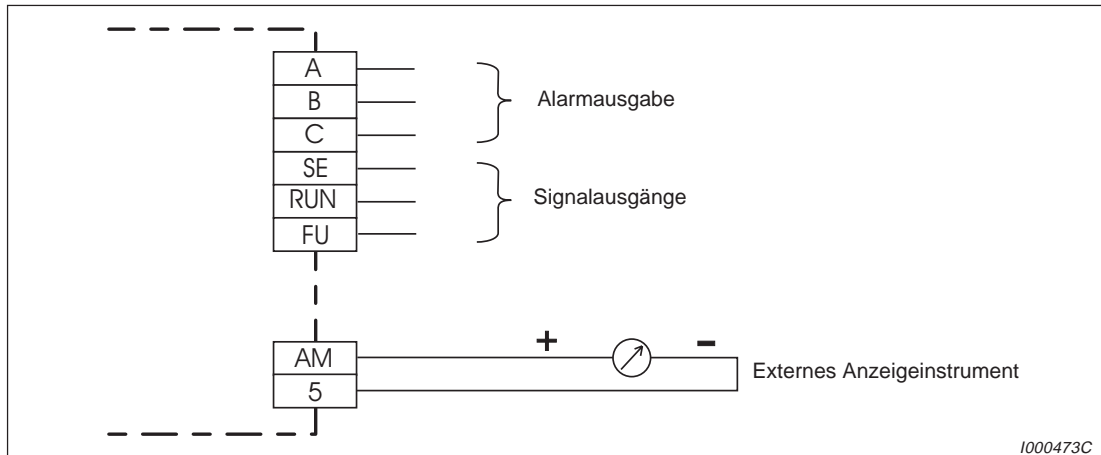 A
B
C
Alarmausgabe
SE
RUN
FU
Signalausgänge
AM
5
+
-
Externes Anzeigeinstrument
I000473C